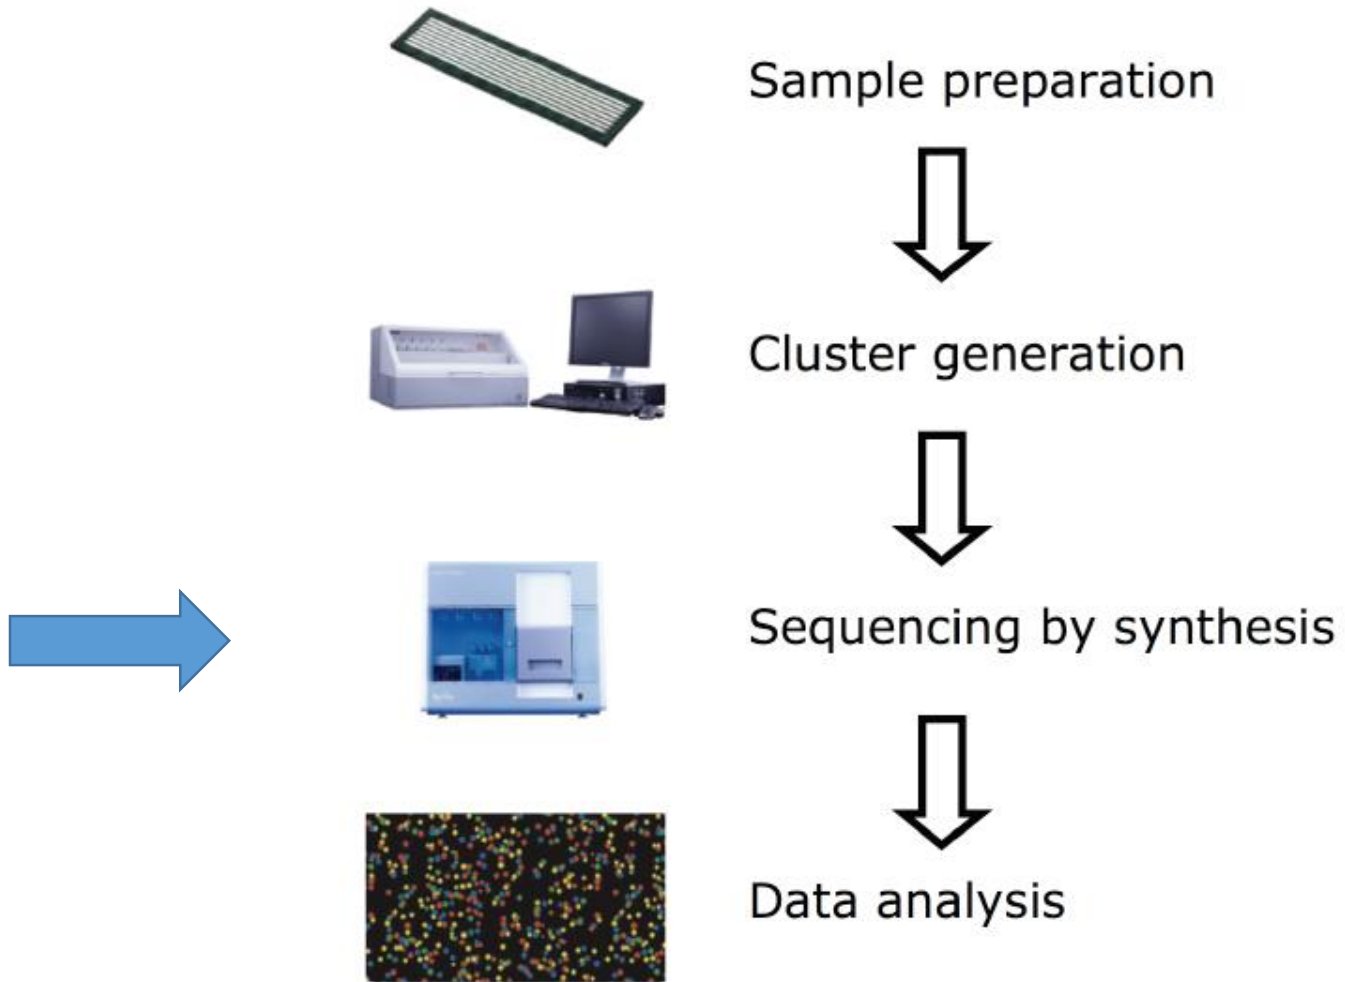 Sample preparation
Cluster generation
Sequencing by synthesis
Data analysis